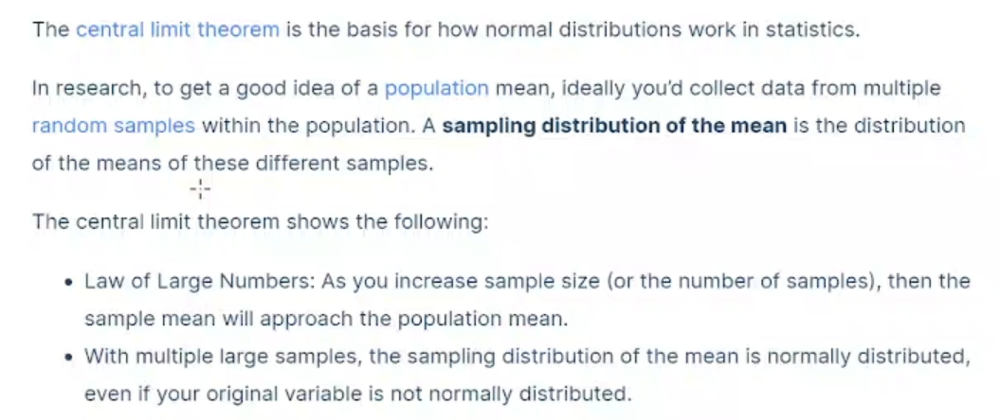 The central limit theorem is the basis for how normal distributions work in statistics.
In research, to get a good idea of a population mean, ideally you'd collect data from multiple
random samples within the population. A sampling distribution of the mean is the distribution
of the means of these different samples.
The central limit theorem shows the following:
• Law of Large Numbers: As you increase sample size (or the number of samples), then the
sample mean will approach the population mean.
• With multiple large samples, the sampling distribution of the mean is normally distributed,
even if your original variable is not normally distributed.